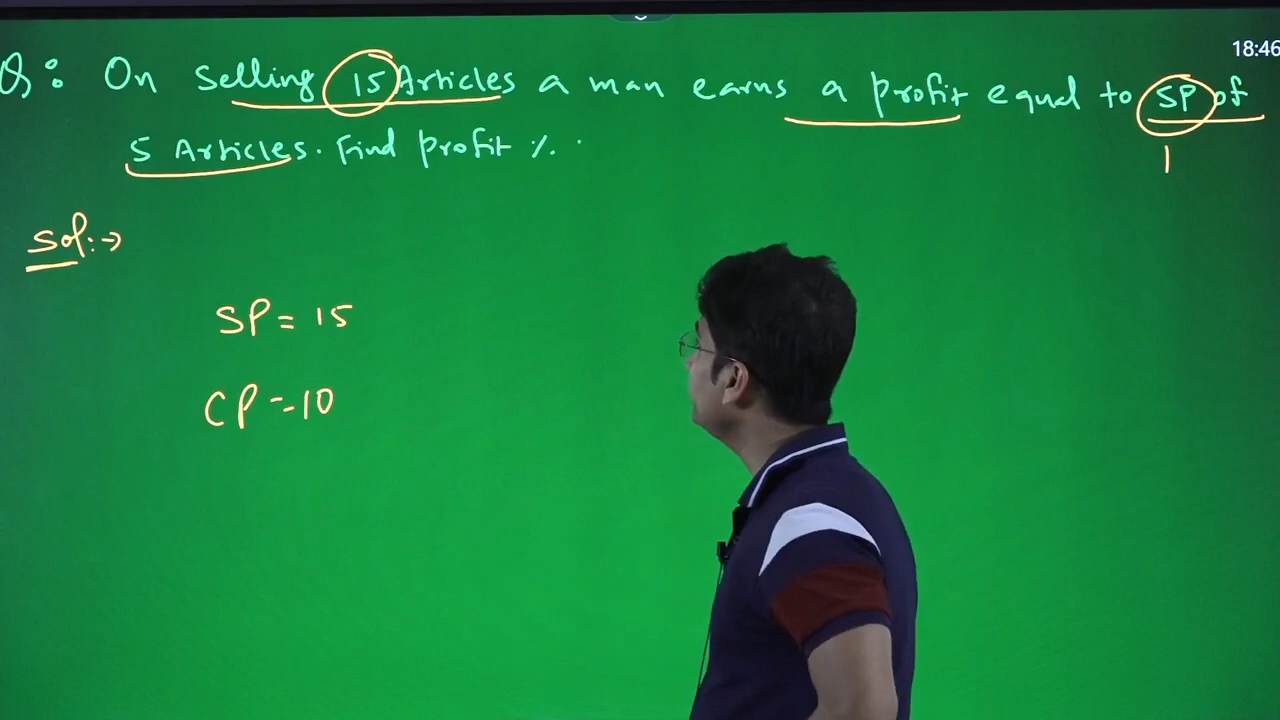 18:46
Q: On Selling 15 Articles a man earns a profit equal to SP of
1
5 Articles. Find profit %.
Sol:→
SP = 15
CP = 10